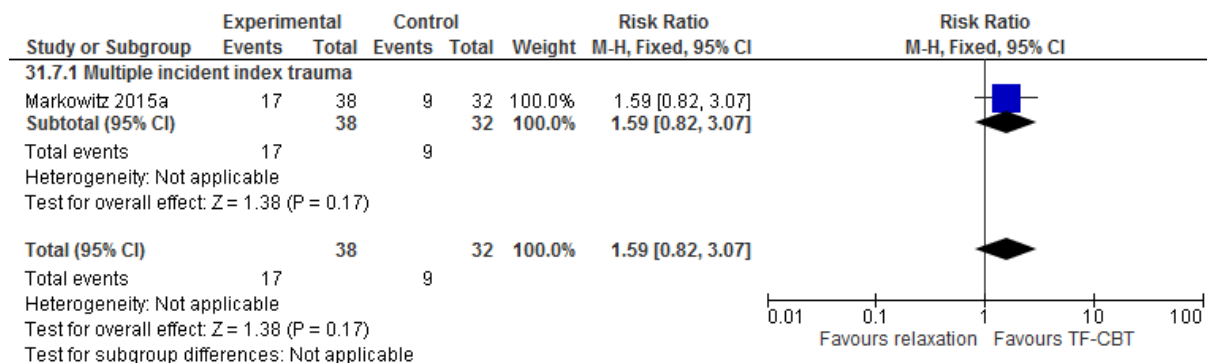 Experimental Control Risk Ratio Risk Ratio
Study or Subgroup Events Total Events Total Weight M-H, Fixed, 95% CI M-H, Fixed, 95% CI
31.7.1 Multiple incident index trauma
Markowitz 2015a 17 38 9 32 100.0% 1.59 [0.82, 3.07]
Subtotal (95% CI) 38 32 100.0% 1.59 [0.82, 3.07]
Total events 17 9
Heterogeneity: Not applicable
Test for overall effect: Z = 1.38 (P = 0.17)
Total (95% CI) 38 32 100.0% 1.59 [0.82, 3.07]
Total events 17 9
Heterogeneity: Not applicable
Test for overall effect: Z = 1.38 (P = 0.17)
Test for subgroup differences: Not applicable
0.01 0.1 1 10 100
Favours relaxation Favours TF-CBT